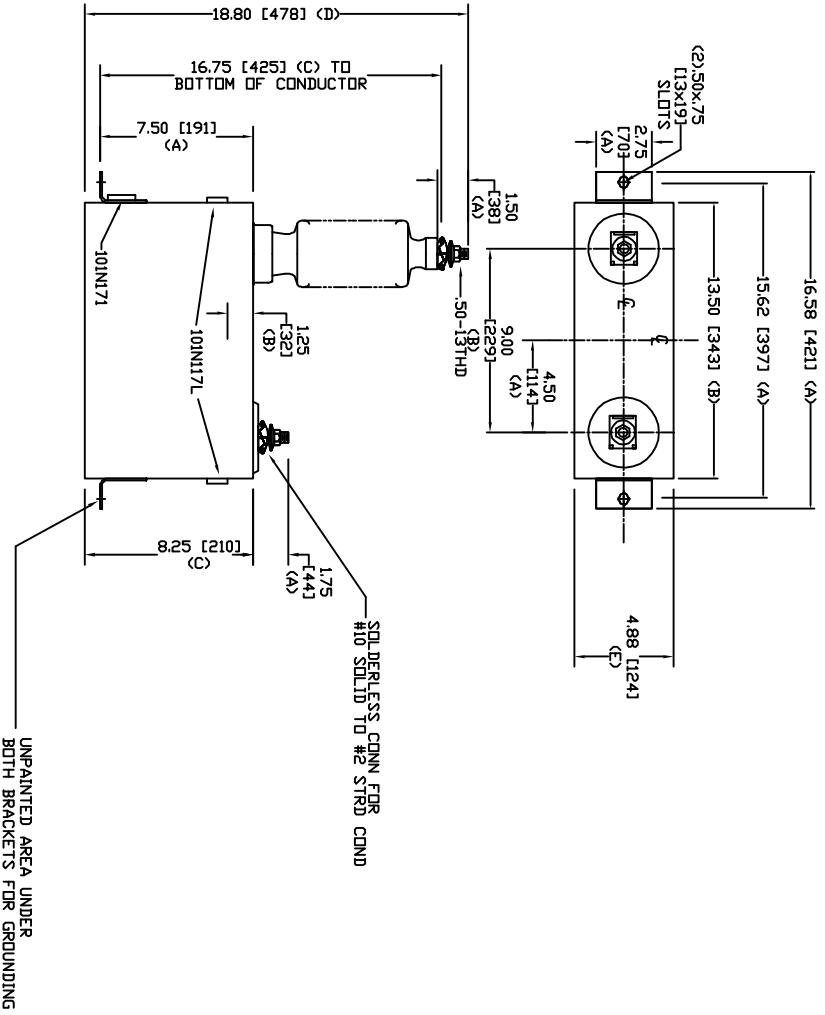 18.80 [478] (D)
16.75 [425] (C) TO
BOTTOM OF CONDUCTOR
7.50 [191]
(A)
1.50
[38]
(A)
.50-13THD
101N171
101N117L
1.25
[32]
(B)
8.25 [210]
(C)
1.75
[44]
(A)
SOLDERLESS CONN FOR
#10 SOLID TO #2 STRD COND
UNPAINTED AREA UNDER
BOTH BRACKETS FOR GROUNDING
(2).50x.75
[13x19]
SLOTS
2.75
[70]
(A)
16.58 [421] (A)
15.62 [397] (A)
13.50 [343] (B)
CL
CL
9.00
[229]
(B)
4.50
[114]
(A)
4.88 [124]
(E)